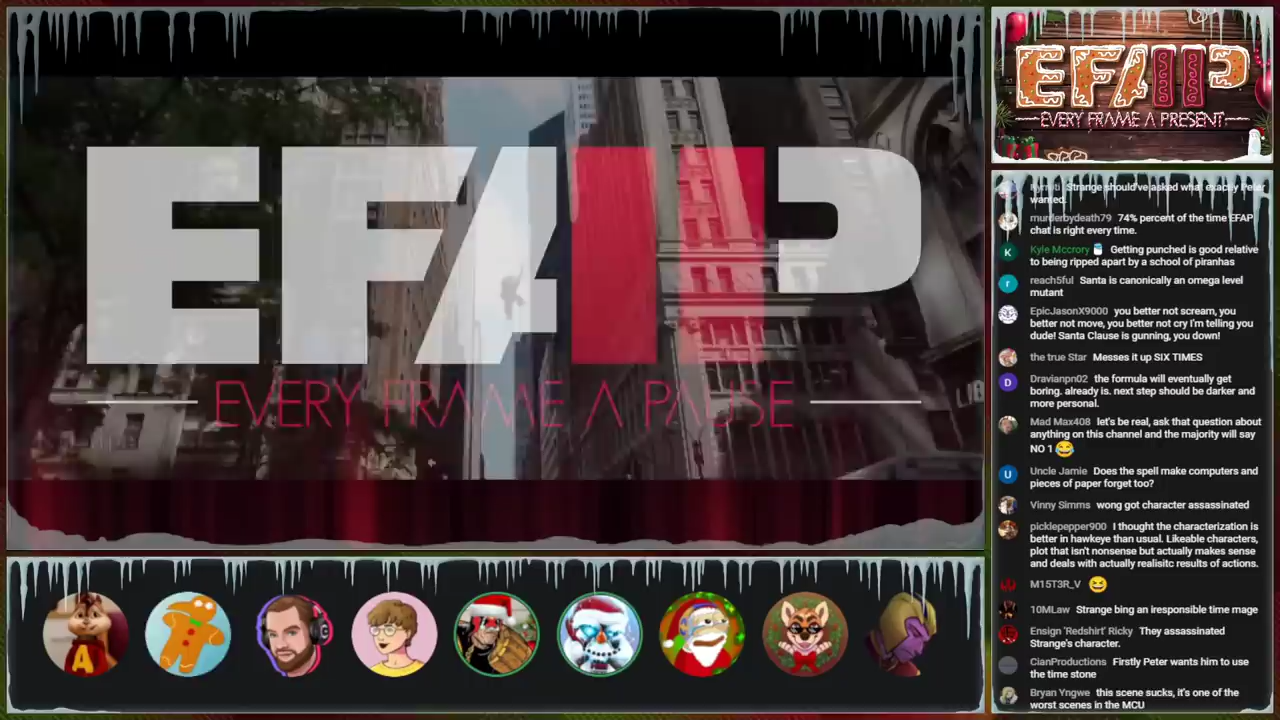 EFAP
EVERY FRAME A PAUSE
LIB
A
EFAP
EVERY FRAME A PRESENT
Strange should've asked what exactly Peter
wanted.
murderbydeath79 74% percent of the time EFAP
chat is right every time.
K
Kyle Mccrory Getting punched is good relative
to being ripped apart by a school of piranhas
r
reach5ful Santa is canonically an omega level
mutant
EpicJasonX9000 you better not scream, you
better not move, you better not cry I'm telling you
dude! Santa Clause is gunning, you down!
the true Star Messes it up SIX TIMES
D
Dravianpn02 the formula will eventually get
boring. already is. next step should be darker and
more personal.
Mad Max408 let's be real, ask that question about
anything on this channel and the majority will say
NO 1 😂
U
Uncle Jamie Does the spell make computers and
pieces of paper forget too?
Vinny Simms wong got character assassinated
picklepepper900 I thought the characterization is
better in hawkeye than usual. Likeable characters,
plot that isn't nonsense but actually makes sense
and deals with actually realisitc results of actions.
M15T3R_V 😆
10MLaw Strange bing an iresponsible time mage
Ensign 'Redshirt' Ricky They assassinated
Strange's character.
CianProductions Firstly Peter wants him to use
the time stone
Bryan Yngwe this scene sucks, it's one of the
worst scenes in the MCU